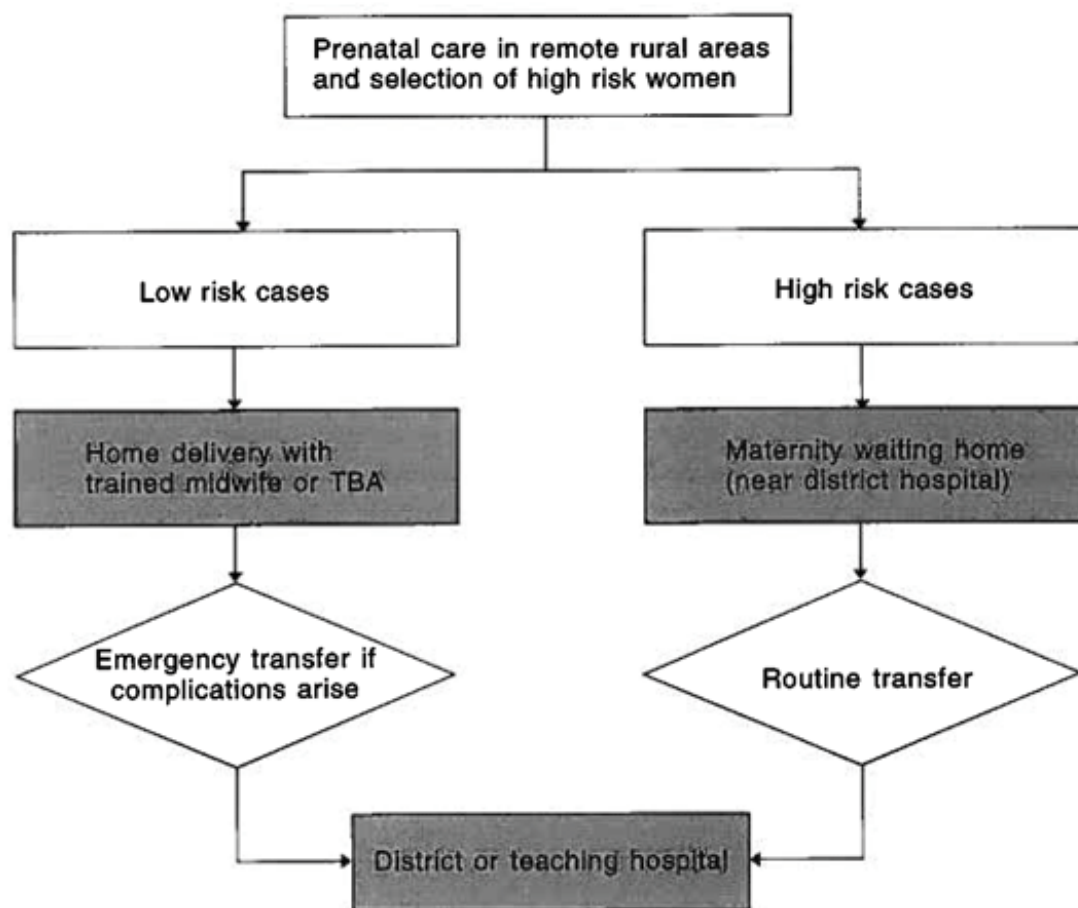 Prenatal care in remote rural areas
and selection of high risk women
Low risk cases
High risk cases
Home delivery with
trained midwife or TBA
Maternity waiting home
(near district hospital)
Emergency transfer if
complications arise
Routine transfer
District or teaching hospital